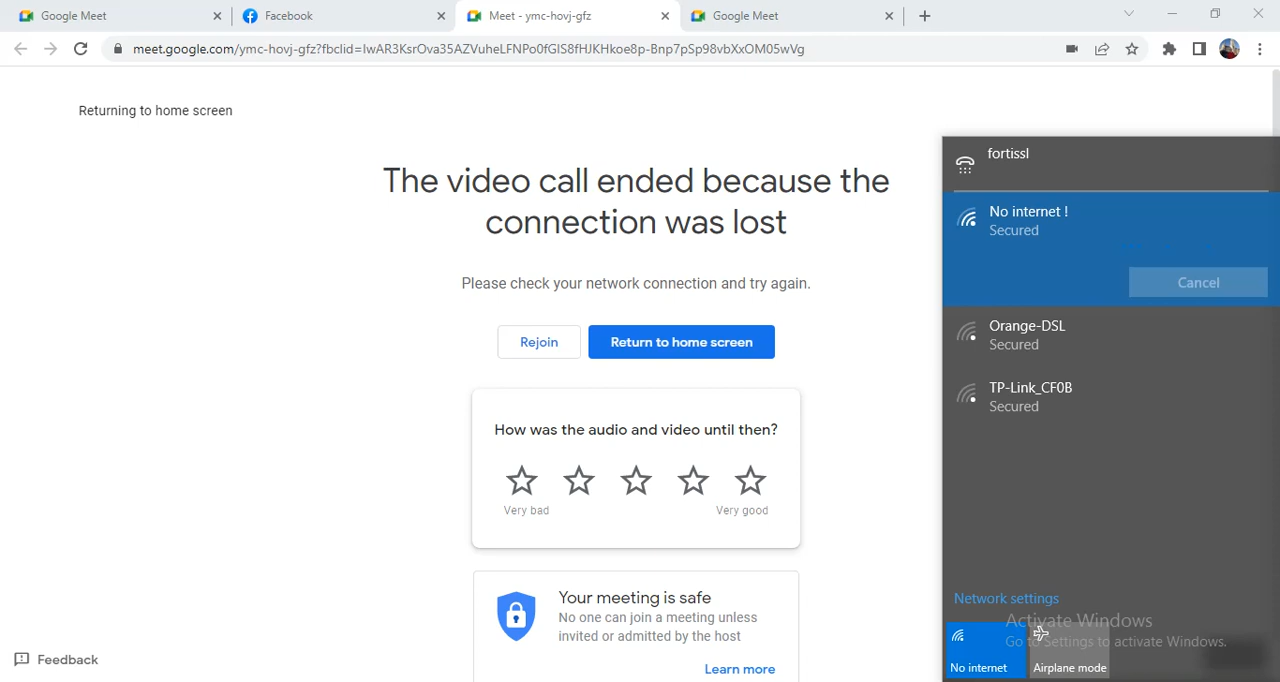 Google Meet
Facebook
Meet - ymc-hovj-gfz
Google Meet
meet.google.com/ymc-hovj-gfz?fbclid=IwAR3KsrOva35AZVuheLFNPo0fGlS8fHJKHkoe8p-Bnp7pSp98vbXxOM05wVg
Returning to home screen
The video call ended because the
connection was lost
Please check your network connection and try again.
Rejoin
Return to home screen
How was the audio and video until then?
Very bad
Very good
Your meeting is safe
No one can join a meeting unless
invited or admitted by the host
Learn more
Feedback
fortissl
No internet !
Secured
Cancel
Orange-DSL
Secured
TP-Link_CF0B
Secured
Network settings
Activate Windows
Go to Settings to activate Windows.
No internet
Airplane mode